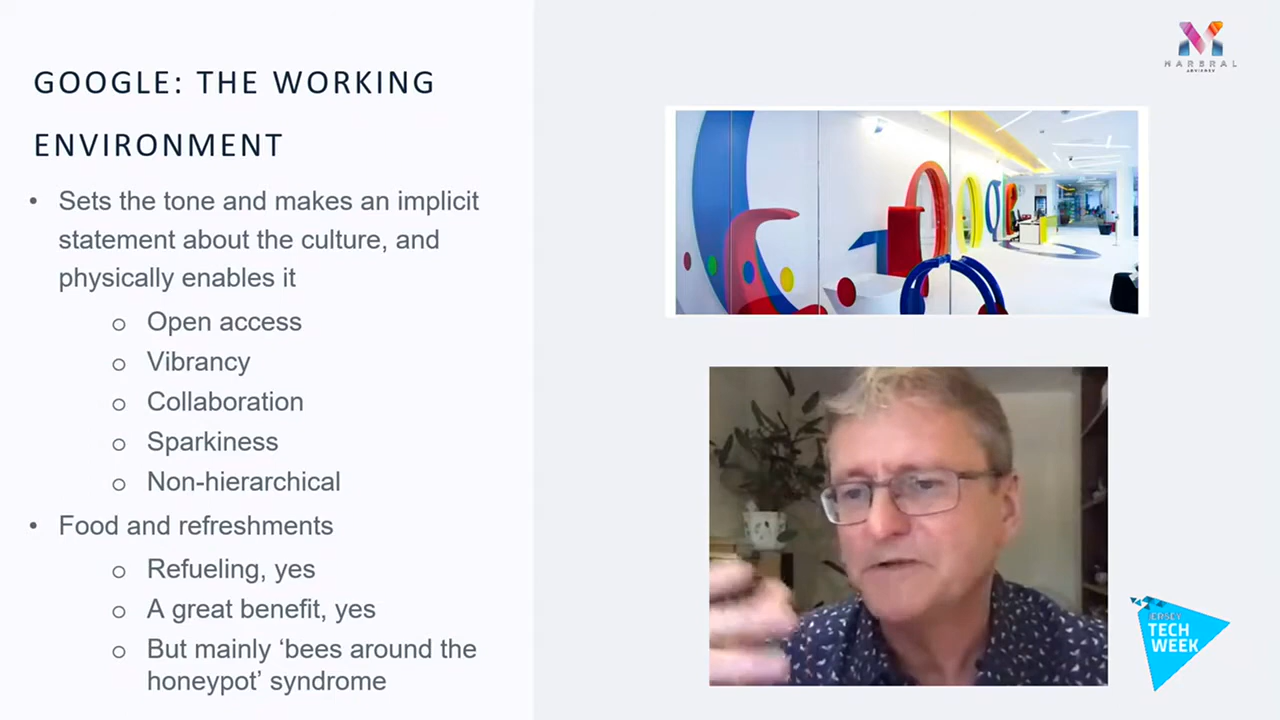 GOOGLE: THE WORKING
ENVIRONMENT
• Sets the tone and makes an implicit
statement about the culture, and
physically enables it
o Open access
o Vibrancy
o Collaboration
o Sparkiness
o Non-hierarchical
• Food and refreshments
o Refueling, yes
o A great benefit, yes
o But mainly ‘bees around the
honeypot’ syndrome
MARBRAL
ADVISORY
JERSEY
TECH
WEEK